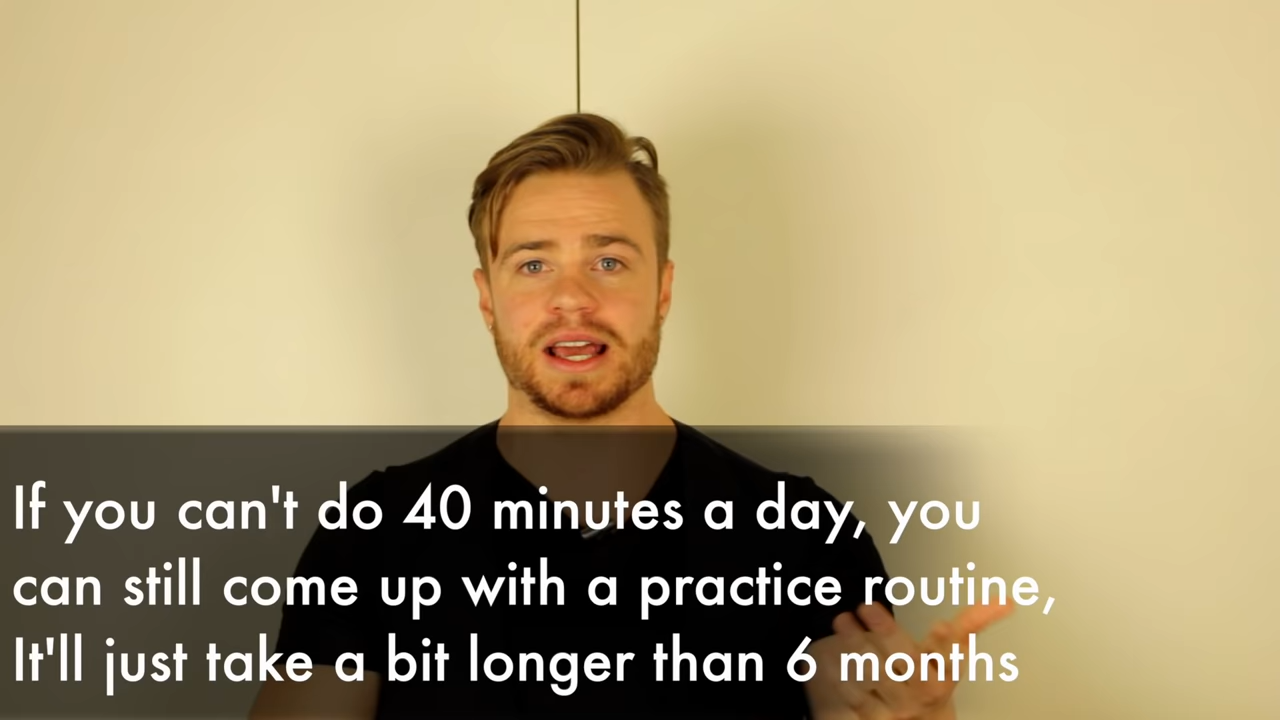 If you can't do 40 minutes a day, you
can still come up with a practice routine,
It'll just take a bit longer than 6 months